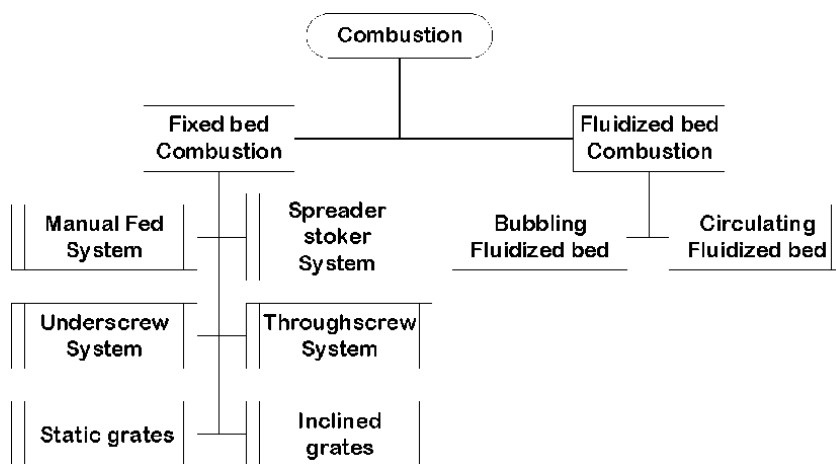 Combustion
Fixed bed
Combustion
Fluidized bed
Combustion
Manual Fed
System
Spreader
stoker
System
Bubbling
Fluidized bed
Circulating
Fluidized bed
Underscrew
System
Throughscrew
System
Static grates
Inclined
grates